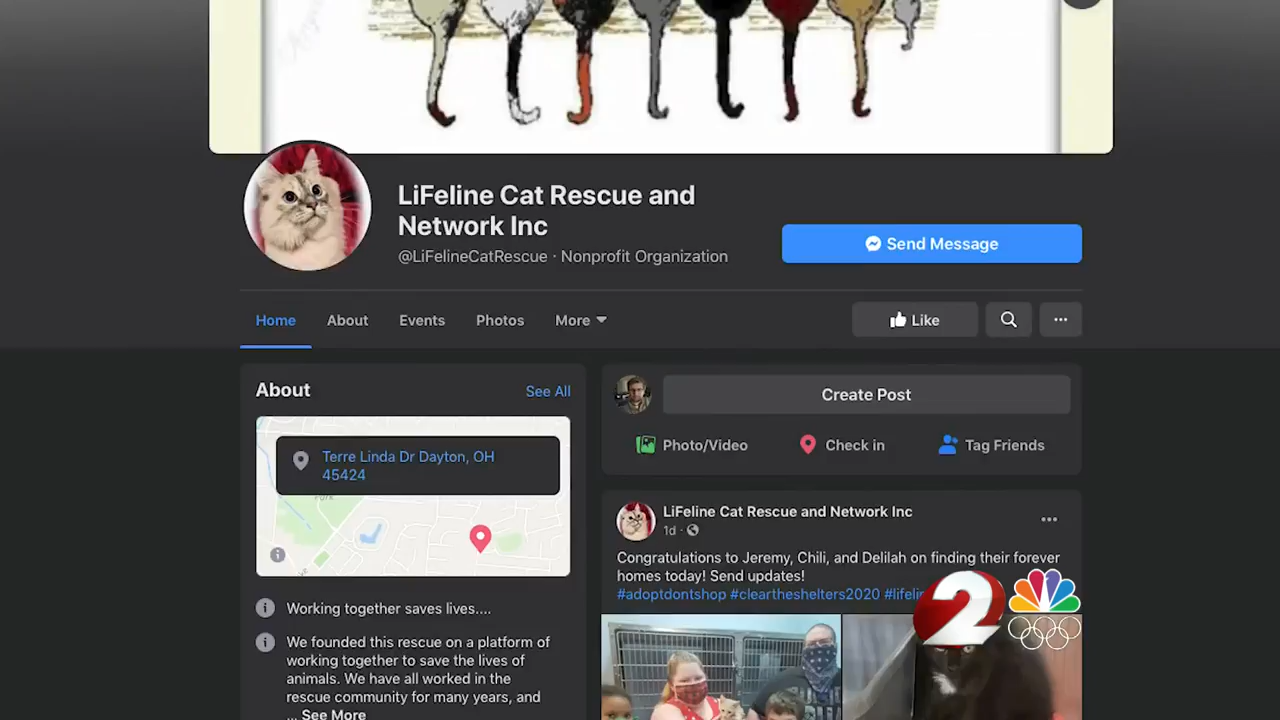 LiFeline Cat Rescue and
Network Inc
@LiFelineCatRescue · Nonprofit Organization
Send Message
Home
About
Events
Photos
More
Like
About
See All
Terre Linda Dr Dayton, OH
45424
Park
Working together saves lives....
We founded this rescue on a platform of
working together to save the lives of
animals. We have all worked in the
rescue community for many years, and
... See More
Create Post
Photo/Video
Check in
Tag Friends
LiFeline Cat Rescue and Network Inc
1d ·
Congratulations to Jeremy, Chili, and Delilah on finding their forever
homes today! Send updates!
#adoptdontshop #cleartheshelters2020 #lifelin
2